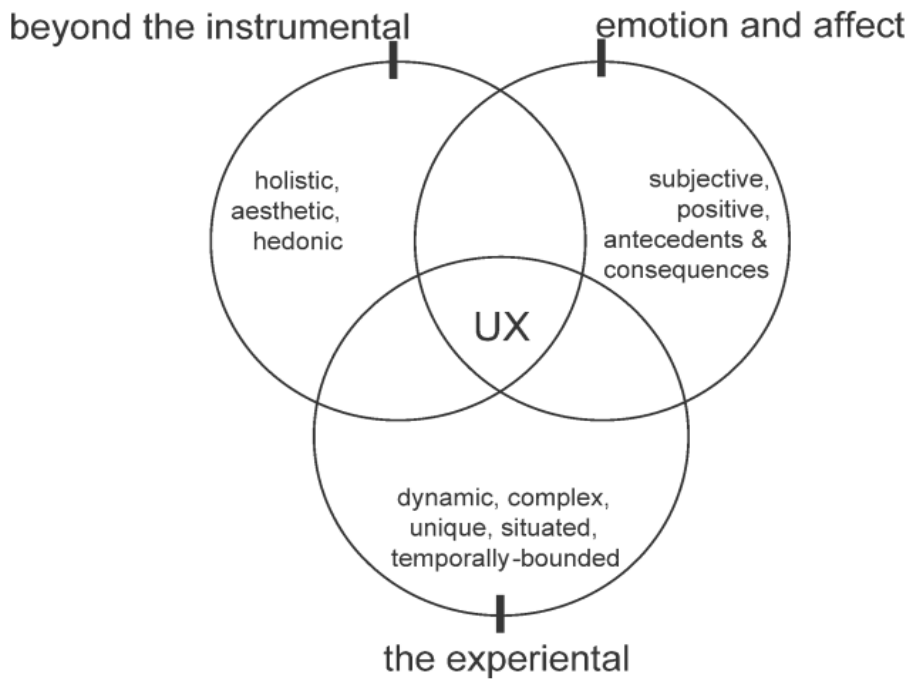 beyond the instrumental
emotion and affect
holistic,
aesthetic,
hedonic
subjective,
positive,
antecedents &
consequences
UX
dynamic, complex,
unique, situated,
temporally-bounded
the experiental